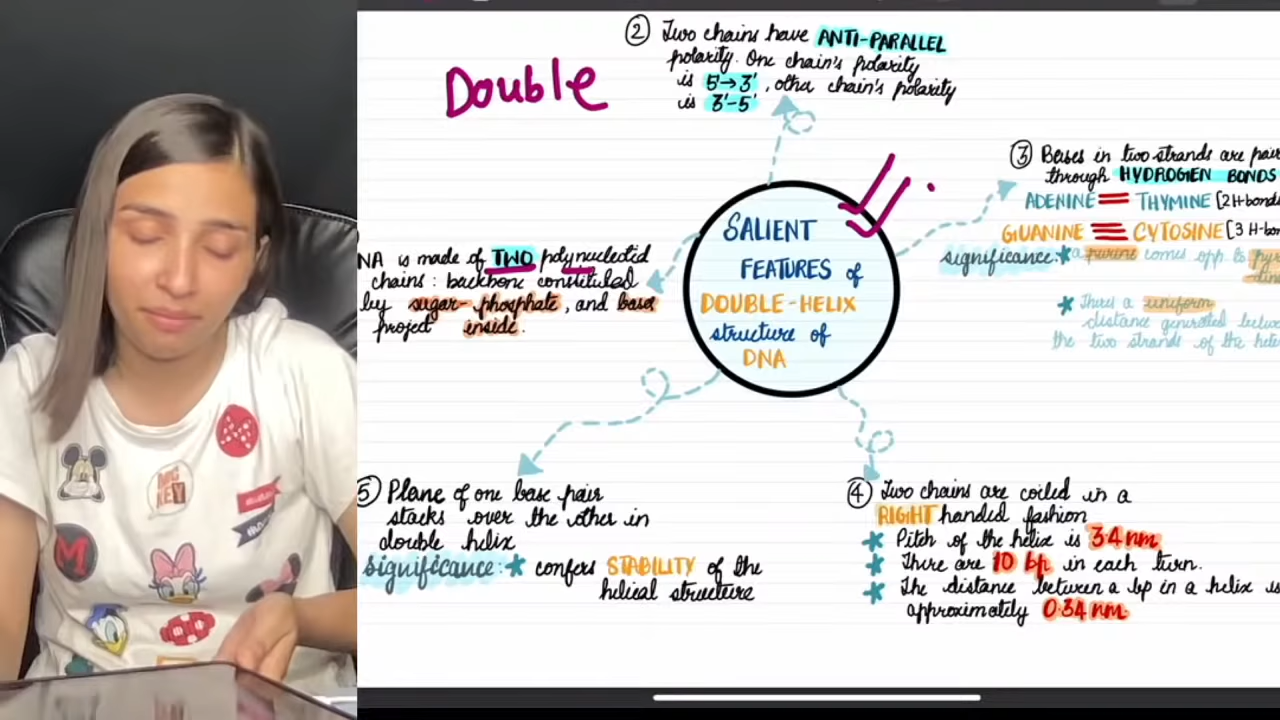 Double
② Two chains have ANTI-PARALLEL
polarity. One chain's polarity
is 5'→3', other chain's polarity
is 3'-5'
③ Bases in two strands are
through HYDROGEN BONDS
ADENINE = THYMINE [2H-bonds
GUANINE ≡ CYTOSINE [3 H-
significance: * a purine comes opp to
* There's a uniform
distance generated
the two strands of the
NA is made of TWO polynucleotid
chains: backbone constituted
by sugar-phosphate, and bases
project inside.
SALIENT
FEATURES of
DOUBLE-HELIX
structure of
DNA
⑤ Plane of one base pair
stacks over the other in
double helix
significance: * confers STABILITY of the
helical structure
④ Two chains are coiled in a
RIGHT handed fashion
* Pitch of the helix is 3.4 nm
* There are 10 bp in each turn.
* The distance between a bp in a helix is
approximately 0.34 nm
M